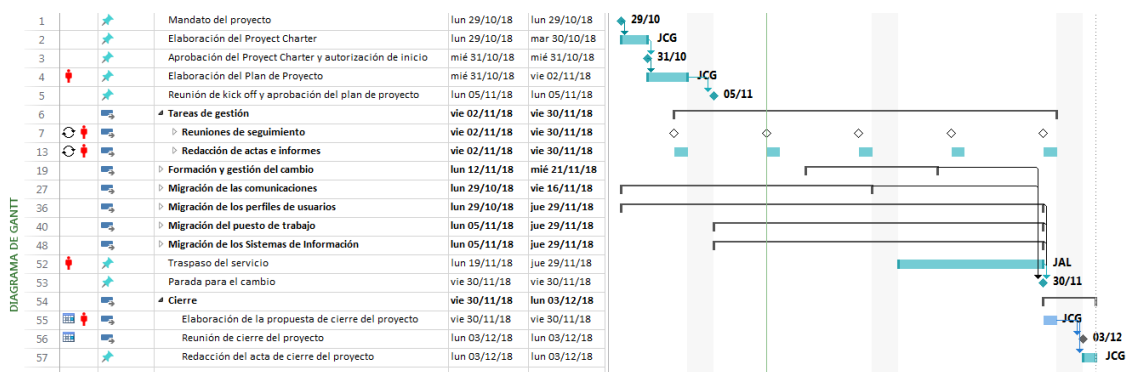 DIAGRAMA DE GANTT
1 Mandato del proyecto lun 29/10/18 lun 29/10/18 29/10
2 Elaboración del Proyect Charter lun 29/10/18 mar 30/10/18 JCG
3 Aprobación del Proyect Charter y autorización de inicio mié 31/10/18 mié 31/10/18 31/10
4 Elaboración del Plan de Proyecto mié 31/10/18 vie 02/11/18 JCG
5 Reunión de kick off y aprobación del plan de proyecto lun 05/11/18 lun 05/11/18 05/11
6 Tareas de gestión vie 02/11/18 vie 30/11/18
7 Reuniones de seguimiento vie 02/11/18 vie 30/11/18
13 Redacción de actas e informes vie 02/11/18 vie 30/11/18
19 Formación y gestión del cambio lun 12/11/18 mié 21/11/18
27 Migración de las comunicaciones lun 29/10/18 vie 16/11/18
36 Migración de los perfiles de usuarios lun 29/10/18 jue 29/11/18
40 Migración del puesto de trabajo lun 05/11/18 jue 29/11/18
48 Migración de los Sistemas de Información lun 05/11/18 jue 29/11/18
52 Traspaso del servicio lun 19/11/18 jue 29/11/18 JAL
53 Parada para el cambio vie 30/11/18 vie 30/11/18 30/11
54 Cierre vie 30/11/18 lun 03/12/18
55 Elaboración de la propuesta de cierre del proyecto vie 30/11/18 vie 30/11/18 JCG
56 Reunión de cierre del proyecto lun 03/12/18 lun 03/12/18 03/12
57 Redacción del acta de cierre del proyecto lun 03/12/18 lun 03/12/18 JCG